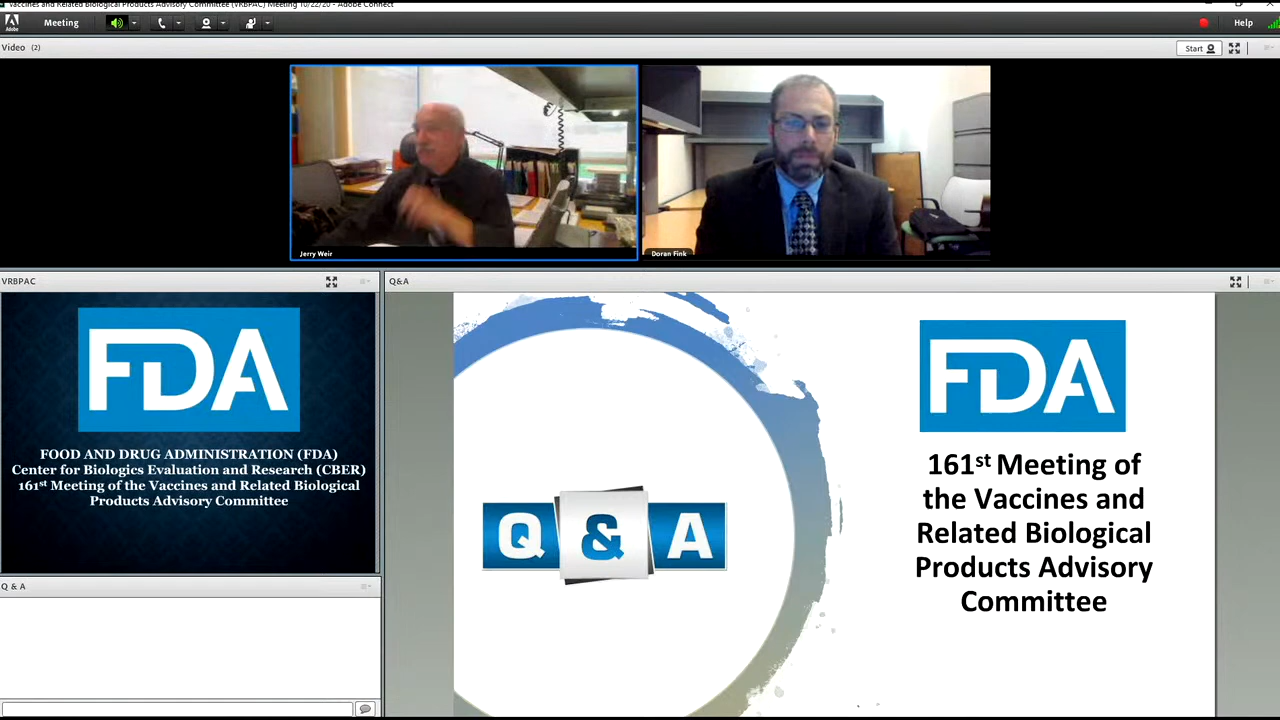 Vaccines and Related Biological Products Advisory Committee (VRBPAC) Meeting 10/22/20 - Adobe Connect
Adobe
Meeting
Help
Video (2)
Start
Jerry Weir
Doran Fink
VRBPAC
FDA
FOOD AND DRUG ADMINISTRATION (FDA)
Center for Biologics Evaluation and Research (CBER)
161st Meeting of the Vaccines and Related Biological
Products Advisory Committee
Q & A
Q&A
Q & A
FDA
161st Meeting of
the Vaccines and
Related Biological
Products Advisory
Committee